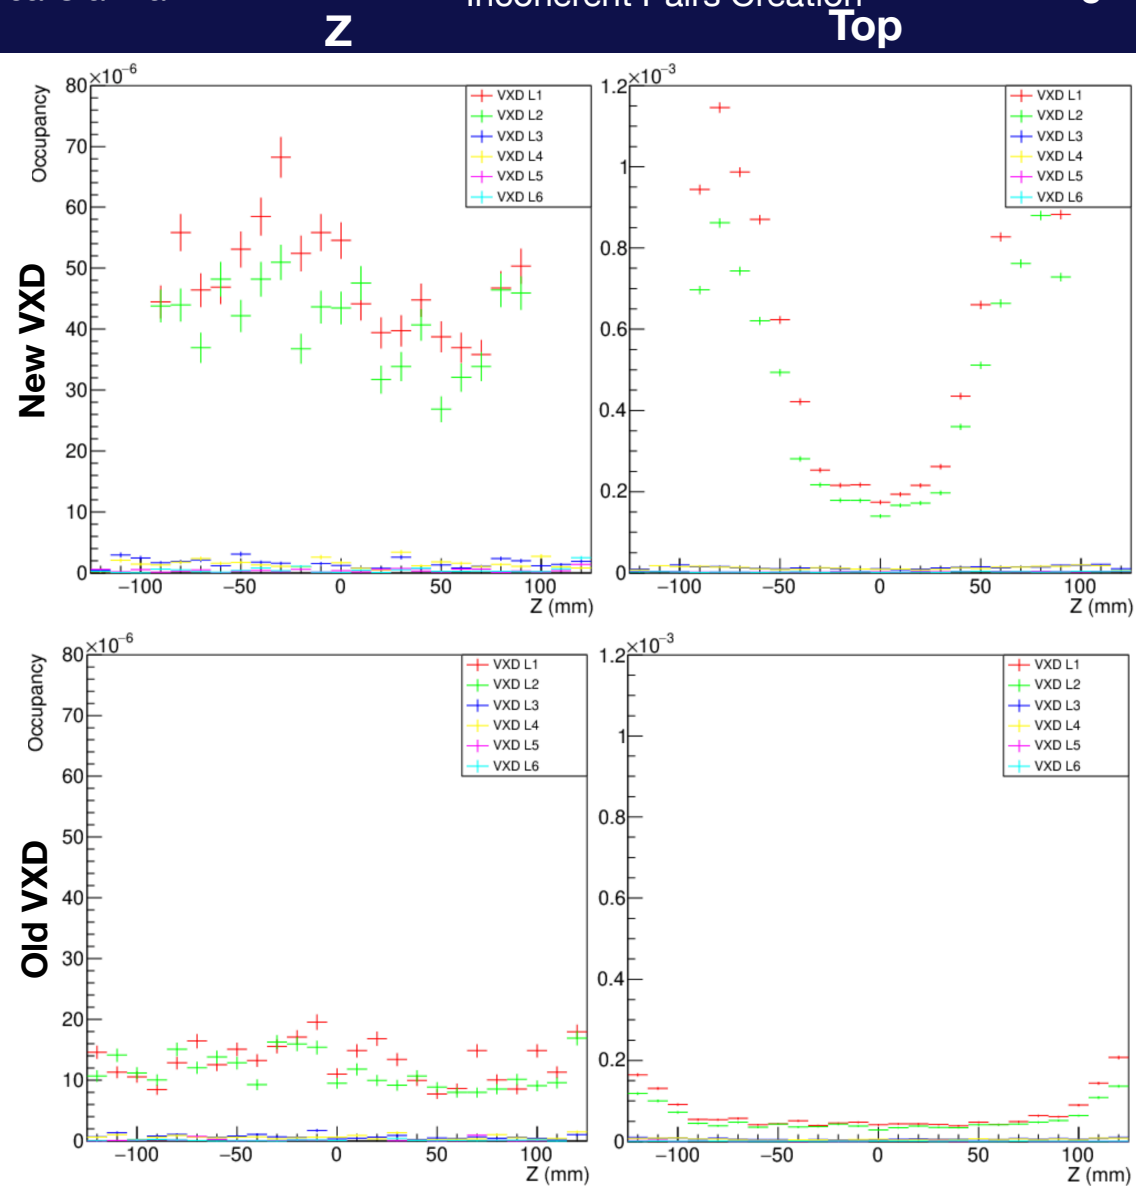 Incoherent Pairs Creation
Z
Top
New VXD
Occupancy
×10⁻⁶
80
70
60
50
40
30
20
10
0
−100
−50
0
50
100
Z (mm)
VXD L1
VXD L2
VXD L3
VXD L4
VXD L5
VXD L6
×10⁻³
1.2
1
0.8
0.6
0.4
0.2
0
−100
−50
0
50
100
Z (mm)
VXD L1
VXD L2
VXD L3
VXD L4
VXD L5
VXD L6
Old VXD
Occupancy
×10⁻⁶
80
70
60
50
40
30
20
10
0
−100
−50
0
50
100
Z (mm)
VXD L1
VXD L2
VXD L3
VXD L4
VXD L5
VXD L6
×10⁻³
1.2
1
0.8
0.6
0.4
0.2
0
−100
−50
0
50
100
Z (mm)
VXD L1
VXD L2
VXD L3
VXD L4
VXD L5
VXD L6